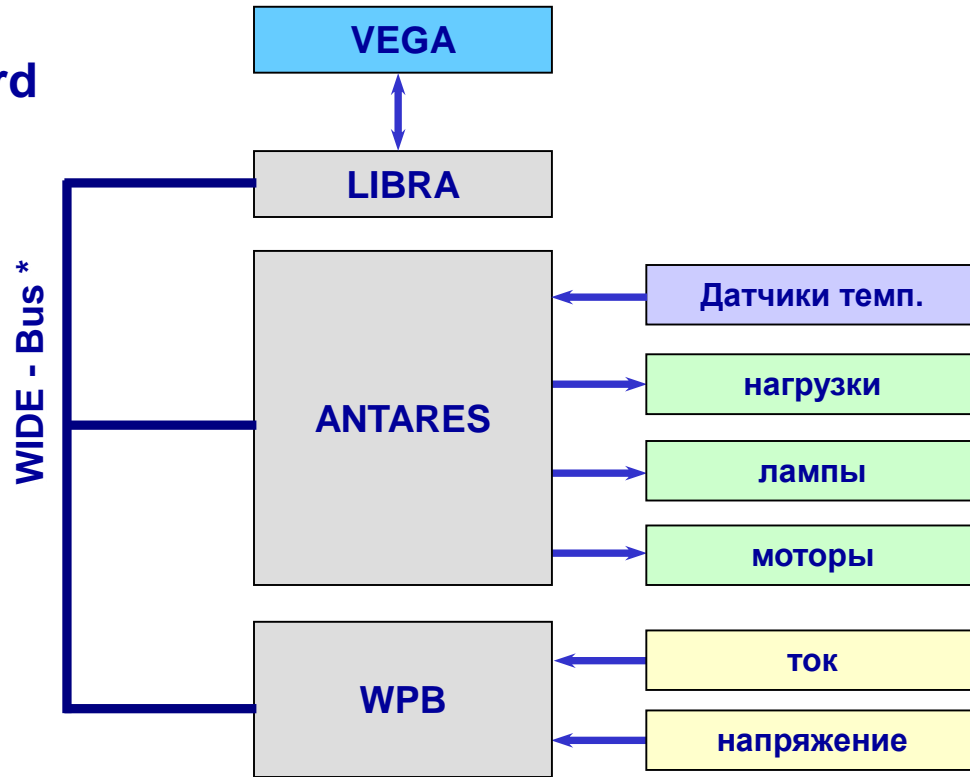 VEGA
rd
LIBRA
WIDE - Bus *
ANTARES
Датчики темп.
нагрузки
лампы
моторы
WPB
ток
напряжение